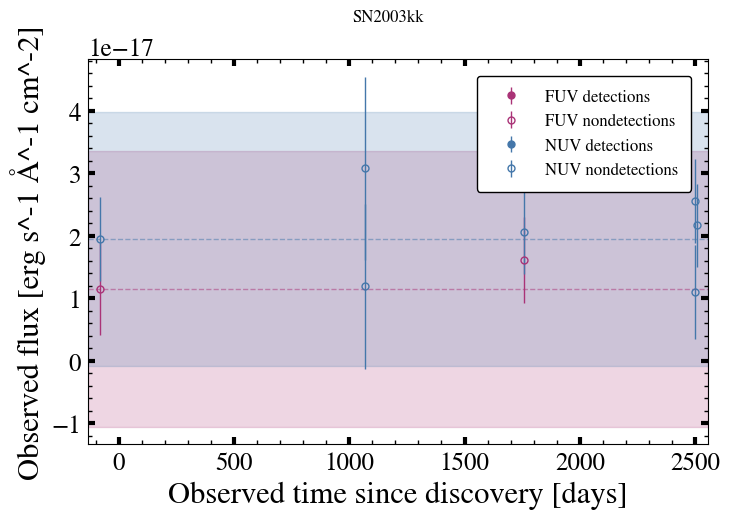 SN2003kk
1e−17
FUV detections
FUV nondetections
NUV detections
NUV nondetections
4
3
2
1
0
−1
Observed flux [erg s^-1 Å^-1 cm^-2]
0 500 1000 1500 2000 2500
Observed time since discovery [days]